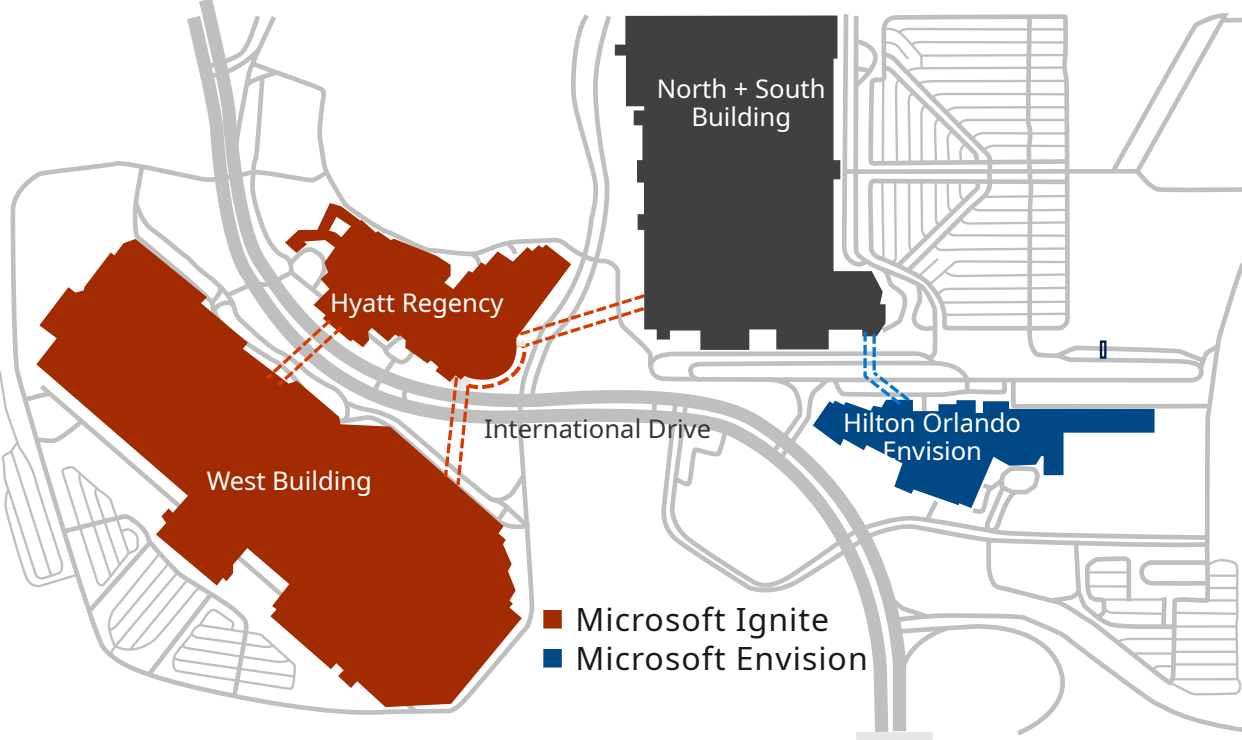 North + South
Building
Hyatt Regency
International Drive
Hilton Orlando
Envision
West Building
Microsoft Ignite
Microsoft Envision